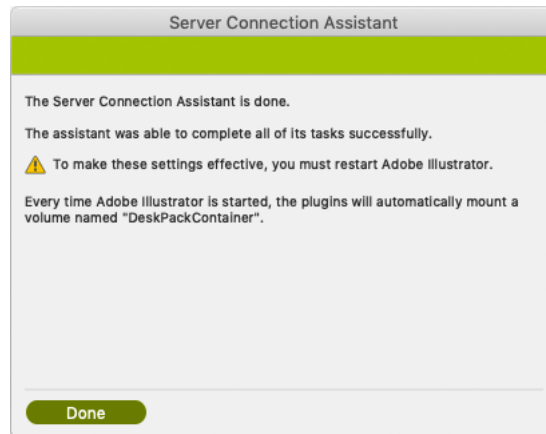 Server Connection Assistant
The Server Connection Assistant is done.
The assistant was able to complete all of its tasks successfully.
To make these settings effective, you must restart Adobe Illustrator.
Every time Adobe Illustrator is started, the plugins will automatically mount a
volume named "DeskPackContainer".
Done